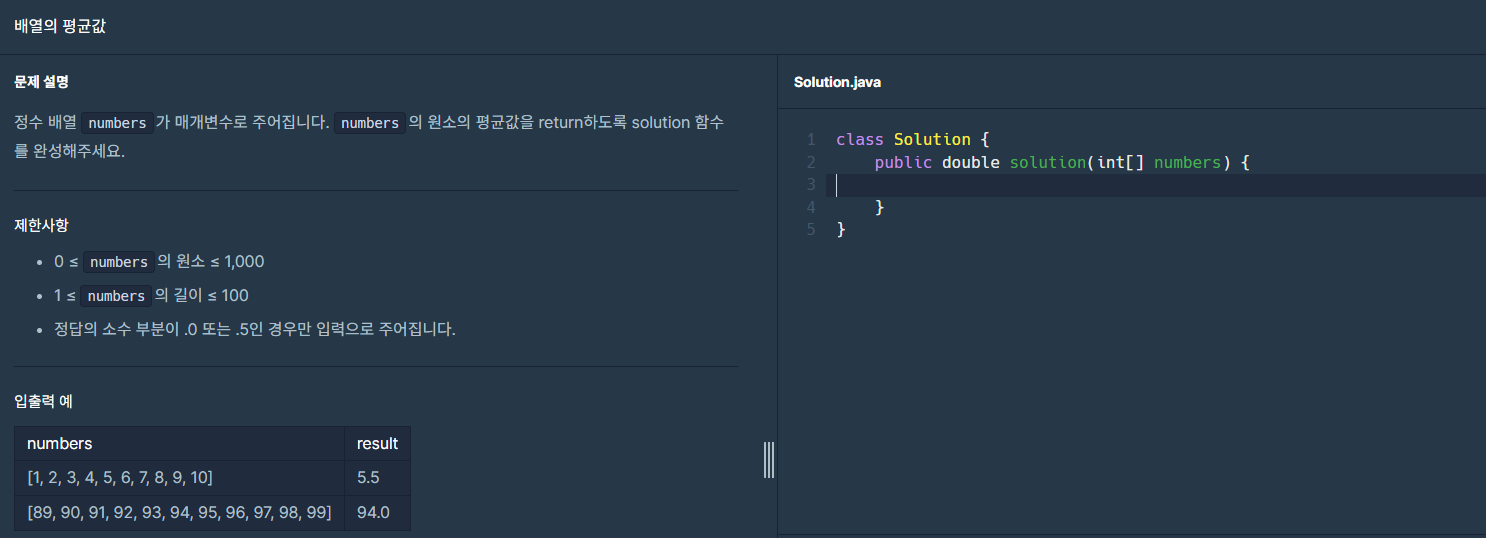 배열의 평균값
문제 설명
정수 배열 numbers 가 매개변수로 주어집니다. numbers 의 원소의 평균값을 return하도록 solution 함수
를 완성해주세요.
제한사항
• 0 ≤ numbers 의 원소 ≤ 1,000
• 1 ≤ numbers 의 길이 ≤ 100
• 정답의 소수 부분이 .0 또는 .5인 경우만 입력으로 주어집니다.
입출력 예
numbers result
[1, 2, 3, 4, 5, 6, 7, 8, 9, 10] 5.5
[89, 90, 91, 92, 93, 94, 95, 96, 97, 98, 99] 94.0
Solution.java
1 class Solution {
2     public double solution(int[] numbers) {
3
4     }
5 }